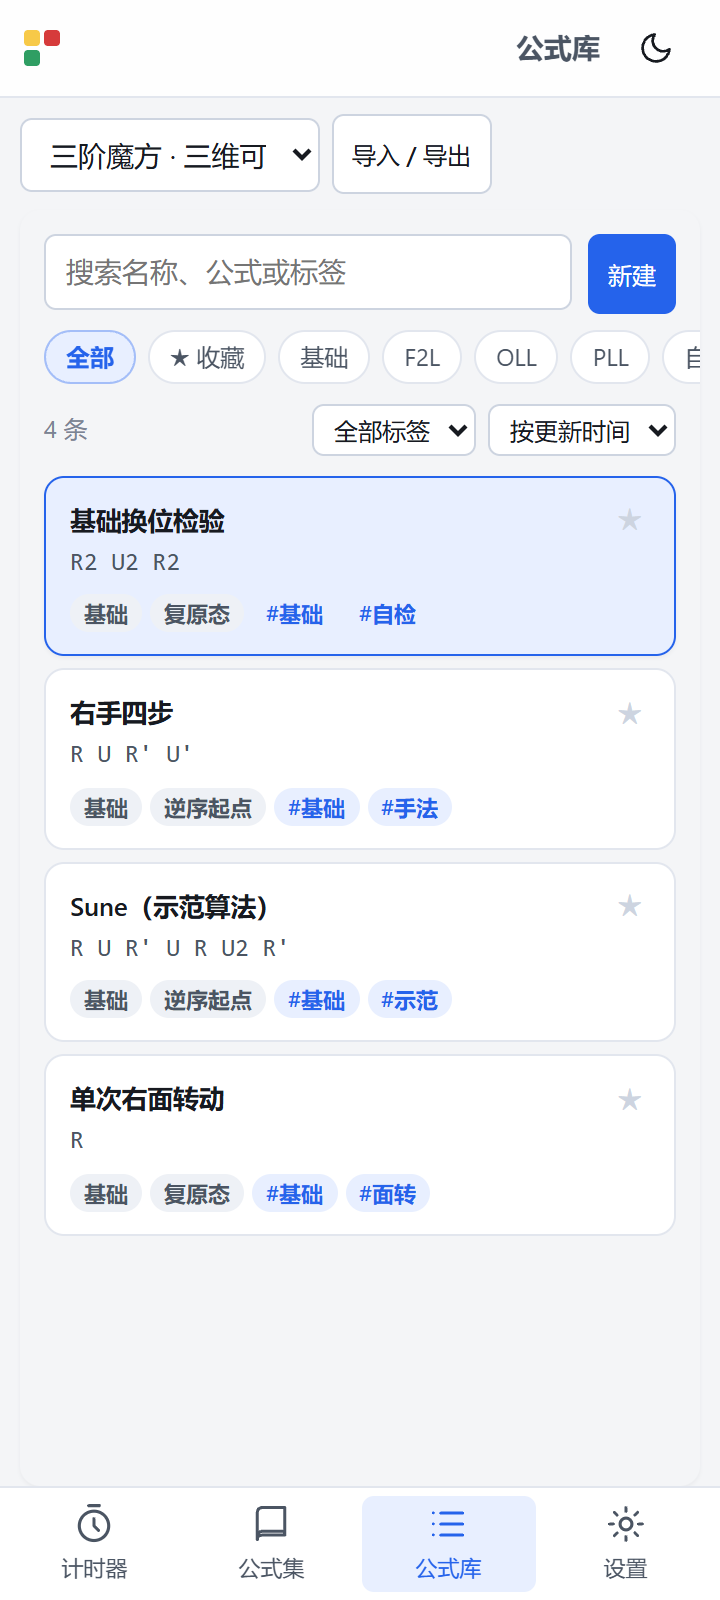 公式库
三阶魔方 · 三维可
导入 / 导出
搜索名称、公式或标签
新建
全部
★ 收藏
基础
F2L
OLL
PLL
自
4 条
全部标签
按更新时间
基础换位检验
★
R2 U2 R2
基础 复原态 #基础 #自检
右手四步
★
R U R' U'
基础 逆序起点 #基础 #手法
Sune（示范算法）
★
R U R' U R U2 R'
基础 逆序起点 #基础 #示范
单次右面转动
★
R
基础 复原态 #基础 #面转
计时器
公式集
公式库
设置